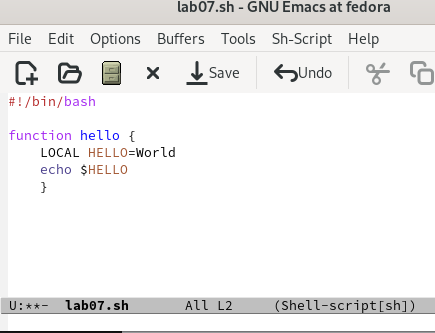 lab07.sh - GNU Emacs at fedora
File Edit Options Buffers Tools Sh-Script Help
Save Undo
#!/bin/bash
function hello {
LOCAL HELLO=World
echo $HELLO
}
U:**- lab07.sh All L2 (Shell-script[sh])